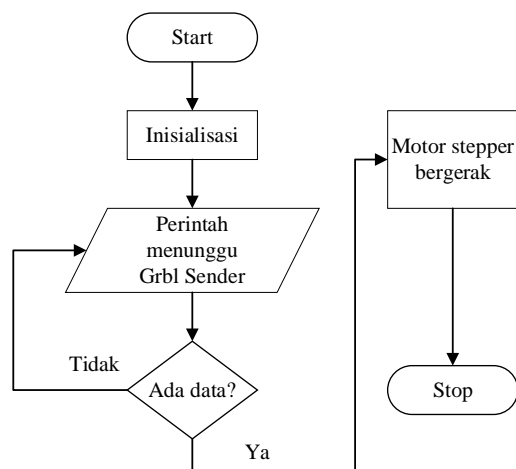 Start
Inisialisasi
Perintah
menunggu
Grbl Sender
Tidak
Ada data?
Ya
Motor stepper
bergerak
Stop